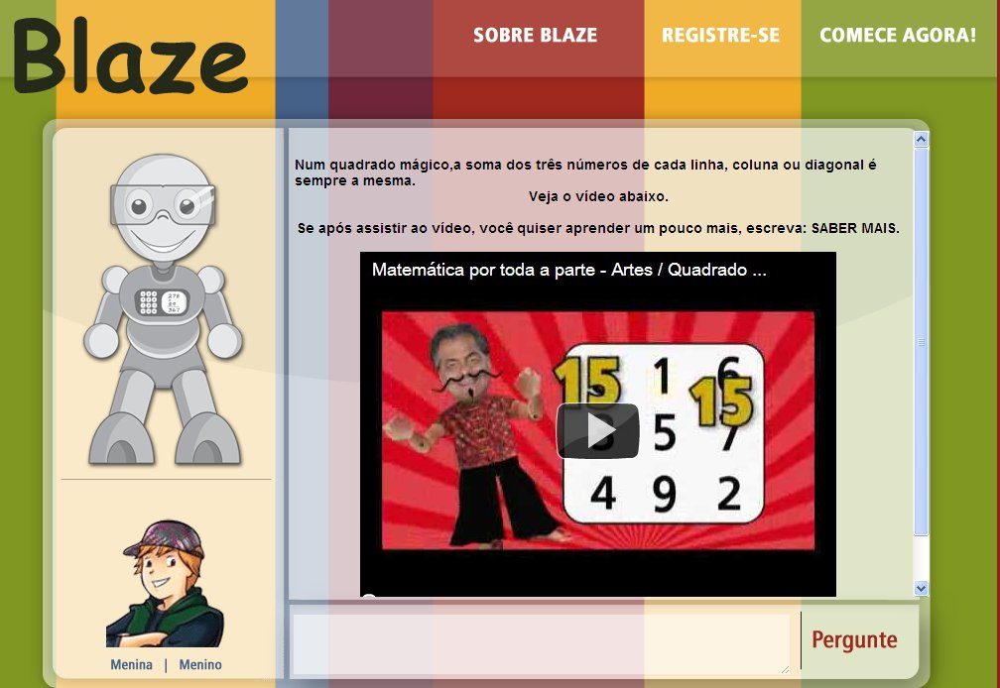 Blaze
SOBRE BLAZE
REGISTRE-SE
COMECE AGORA!
Num quadrado mágico,a soma dos três números de cada linha, coluna ou diagonal é
sempre a mesma.
Veja o vídeo abaixo.
Se após assistir ao vídeo, você quiser aprender um pouco mais, escreva: SABER MAIS.
Matemática por toda a parte - Artes / Quadrado ...
15 1 6
15
3 5 7
4 9 2
Menina | Menino
Pergunte